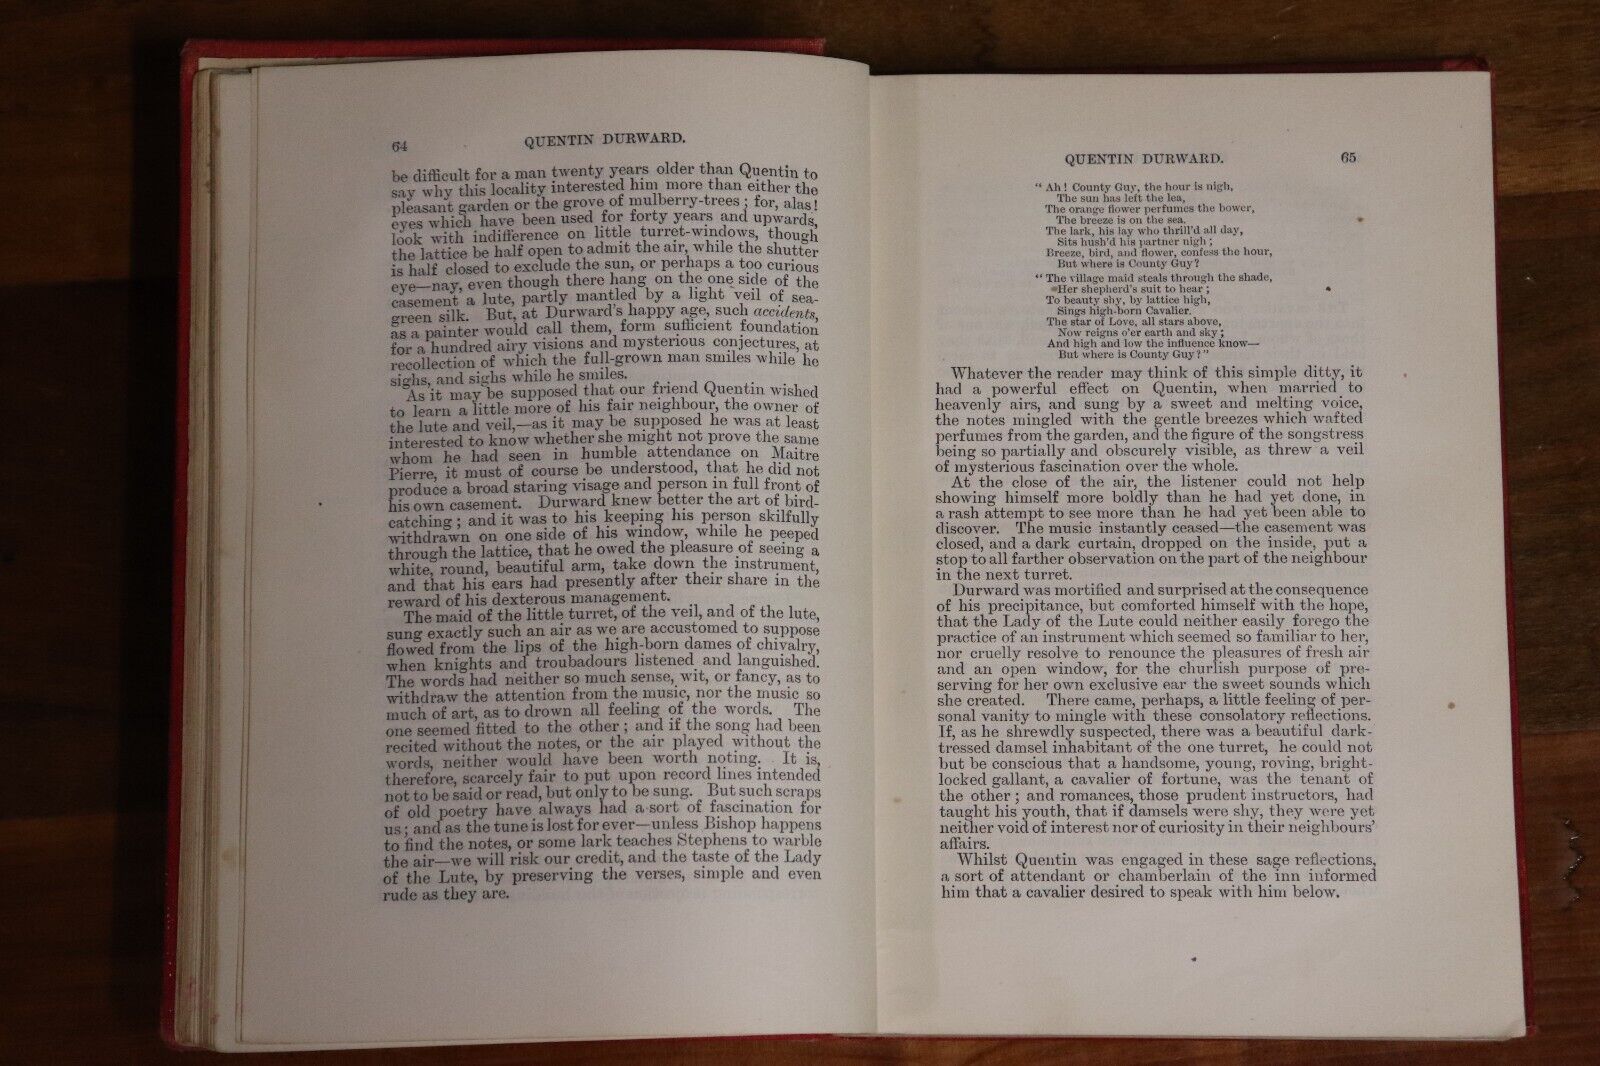 64
QUENTIN DURWARD.
be difficult for a man twenty years older than Quentin to
say why this locality interested him more than either the
pleasant garden or the grove of mulberry-trees ; for, alas!
eyes which have been used for forty years and upwards,
look with indifference on little turret-windows, though
the lattice be half open to admit the air, while the shutter
is half closed to exclude the sun, or perhaps a too curious
eye—nay, even though there hang on the one side of the
casement a lute, partly mantled by a light veil of sea-
green silk. But, at Durward's happy age, such accidents,
as a painter would call them, form sufficient foundation
for a hundred airy visions and mysterious conjectures, at
recollection of which the full-grown man smiles while he
sighs, and sighs while he smiles.
As it may be supposed that our friend Quentin wished
to learn a little more of his fair neighbour, the owner of
the lute and veil,—as it may be supposed he was at least
interested to know whether she might not prove the same
whom he had seen in humble attendance on Maitre
Pierre, it must of course be understood, that he did not
produce a broad staring visage and person in full front of
his own casement. Durward knew better the art of bird-
catching ; and it was to his keeping his person skilfully
withdrawn on one side of his window, while he peeped
through the lattice, that he owed the pleasure of seeing a
white, round, beautiful arm, take down the instrument,
and that his ears had presently after their share in the
reward of his dexterous management.
The maid of the little turret, of the veil, and of the lute,
sung exactly such an air as we are accustomed to suppose
flowed from the lips of the high-born dames of chivalry,
when knights and troubadours listened and languished.
The words had neither so much sense, wit, or fancy, as to
withdraw the attention from the music, nor the music so
much of art, as to drown all feeling of the words. The
one seemed fitted to the other ; and if the song had been
recited without the notes, or the air played without the
words, neither would have been worth noting. It is,
therefore, scarcely fair to put upon record lines intended
not to be said or read, but only to be sung. But such scraps
of old poetry have always had a sort of fascination for
us ; and as the tune is lost for ever—unless Bishop happens
to find the notes, or some lark teaches Stephens to warble
the air—we will risk our credit, and the taste of the Lady
of the Lute, by preserving the verses, simple and even
rude as they are.
QUENTIN DURWARD.
65
" Ah! County Guy, the hour is nigh,
The sun has left the lea,
The orange flower perfumes the bower,
The breeze is on the sea.
The lark, his lay who thrill'd all day,
Sits hush'd his partner nigh ;
Breeze, bird, and flower, confess the hour,
But where is County Guy?
" The village maid steals through the shade,
Her shepherd's suit to hear ;
To beauty shy, by lattice high,
Sings high-born Cavalier.
The star of Love, all stars above,
Now reigns o'er earth and sky ;
And high and low the influence know—
But where is County Guy?"
Whatever the reader may think of this simple ditty, it
had a powerful effect on Quentin, when married to
heavenly airs, and sung by a sweet and melting voice,
the notes mingled with the gentle breezes which wafted
perfumes from the garden, and the figure of the songstress
being so partially and obscurely visible, as threw a veil
of mysterious fascination over the whole.
At the close of the air, the listener could not help
showing himself more boldly than he had yet done, in
a rash attempt to see more than he had yet been able to
discover. The music instantly ceased—the casement was
closed, and a dark curtain, dropped on the inside, put a
stop to all farther observation on the part of the neighbour
in the next turret.
Durward was mortified and surprised at the consequence
of his precipitance, but comforted himself with the hope,
that the Lady of the Lute could neither easily forego the
practice of an instrument which seemed so familiar to her,
nor cruelly resolve to renounce the pleasures of fresh air
and an open window, for the churlish purpose of pre-
serving for her own exclusive ear the sweet sounds which
she created. There came, perhaps, a little feeling of per-
sonal vanity to mingle with these consolatory reflections.
If, as he shrewdly suspected, there was a beautiful dark-
tressed damsel inhabitant of the one turret, he could not
but be conscious that a handsome, young, roving, bright-
locked gallant, a cavalier of fortune, was the tenant of
the other ; and romances, those prudent instructors, had
taught his youth, that if damsels were shy, they were yet
neither void of interest nor of curiosity in their neighbours'
affairs.
Whilst Quentin was engaged in these sage reflections,
a sort of attendant or chamberlain of the inn informed
him that a cavalier desired to speak with him below.